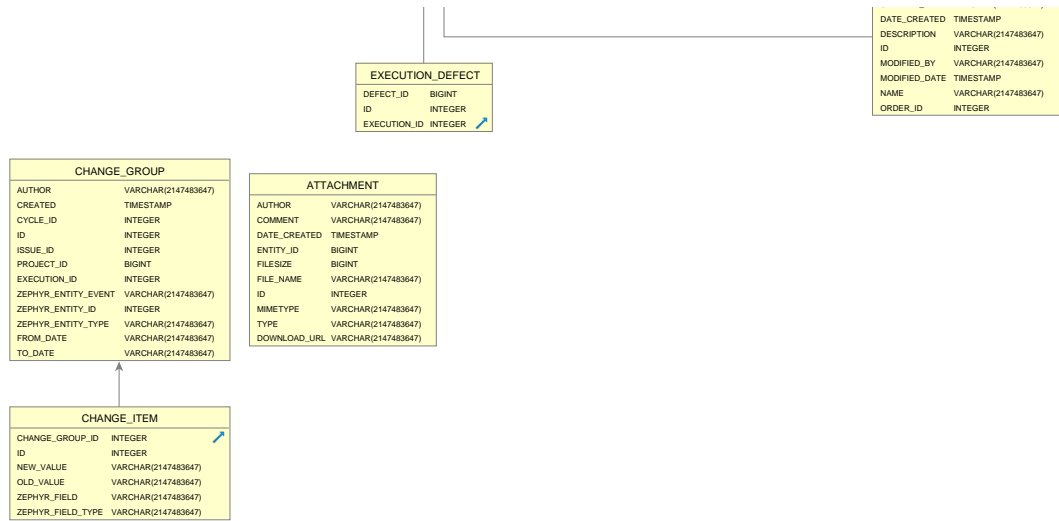 DATE_CREATED TIMESTAMP
DESCRIPTION VARCHAR(2147483647)
ID INTEGER
MODIFIED_BY VARCHAR(2147483647)
MODIFIED_DATE TIMESTAMP
NAME VARCHAR(2147483647)
ORDER_ID INTEGER
EXECUTION_DEFECT
DEFECT_ID BIGINT
ID INTEGER
EXECUTION_ID INTEGER
CHANGE_GROUP
AUTHOR VARCHAR(2147483647)
CREATED TIMESTAMP
CYCLE_ID INTEGER
ID INTEGER
ISSUE_ID INTEGER
PROJECT_ID BIGINT
EXECUTION_ID INTEGER
ZEPHYR_ENTITY_EVENT VARCHAR(2147483647)
ZEPHYR_ENTITY_ID INTEGER
ZEPHYR_ENTITY_TYPE VARCHAR(2147483647)
FROM_DATE VARCHAR(2147483647)
TO_DATE VARCHAR(2147483647)
ATTACHMENT
AUTHOR VARCHAR(2147483647)
COMMENT VARCHAR(2147483647)
DATE_CREATED TIMESTAMP
ENTITY_ID BIGINT
FILESIZE BIGINT
FILE_NAME VARCHAR(2147483647)
ID INTEGER
MIMETYPE VARCHAR(2147483647)
TYPE VARCHAR(2147483647)
DOWNLOAD_URL VARCHAR(2147483647)
CHANGE_ITEM
CHANGE_GROUP_ID INTEGER
ID INTEGER
NEW_VALUE VARCHAR(2147483647)
OLD_VALUE VARCHAR(2147483647)
ZEPHYR_FIELD VARCHAR(2147483647)
ZEPHYR_FIELD_TYPE VARCHAR(2147483647)